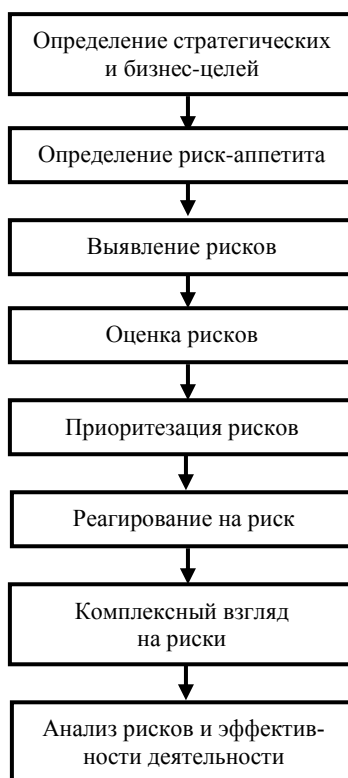 Определение стратегических
и бизнес-целей
Определение риск-аппетита
Выявление рисков
Оценка рисков
Приоритезация рисков
Реагирование на риск
Комплексный взгляд
на риски
Анализ рисков и эффектив-
ности деятельности